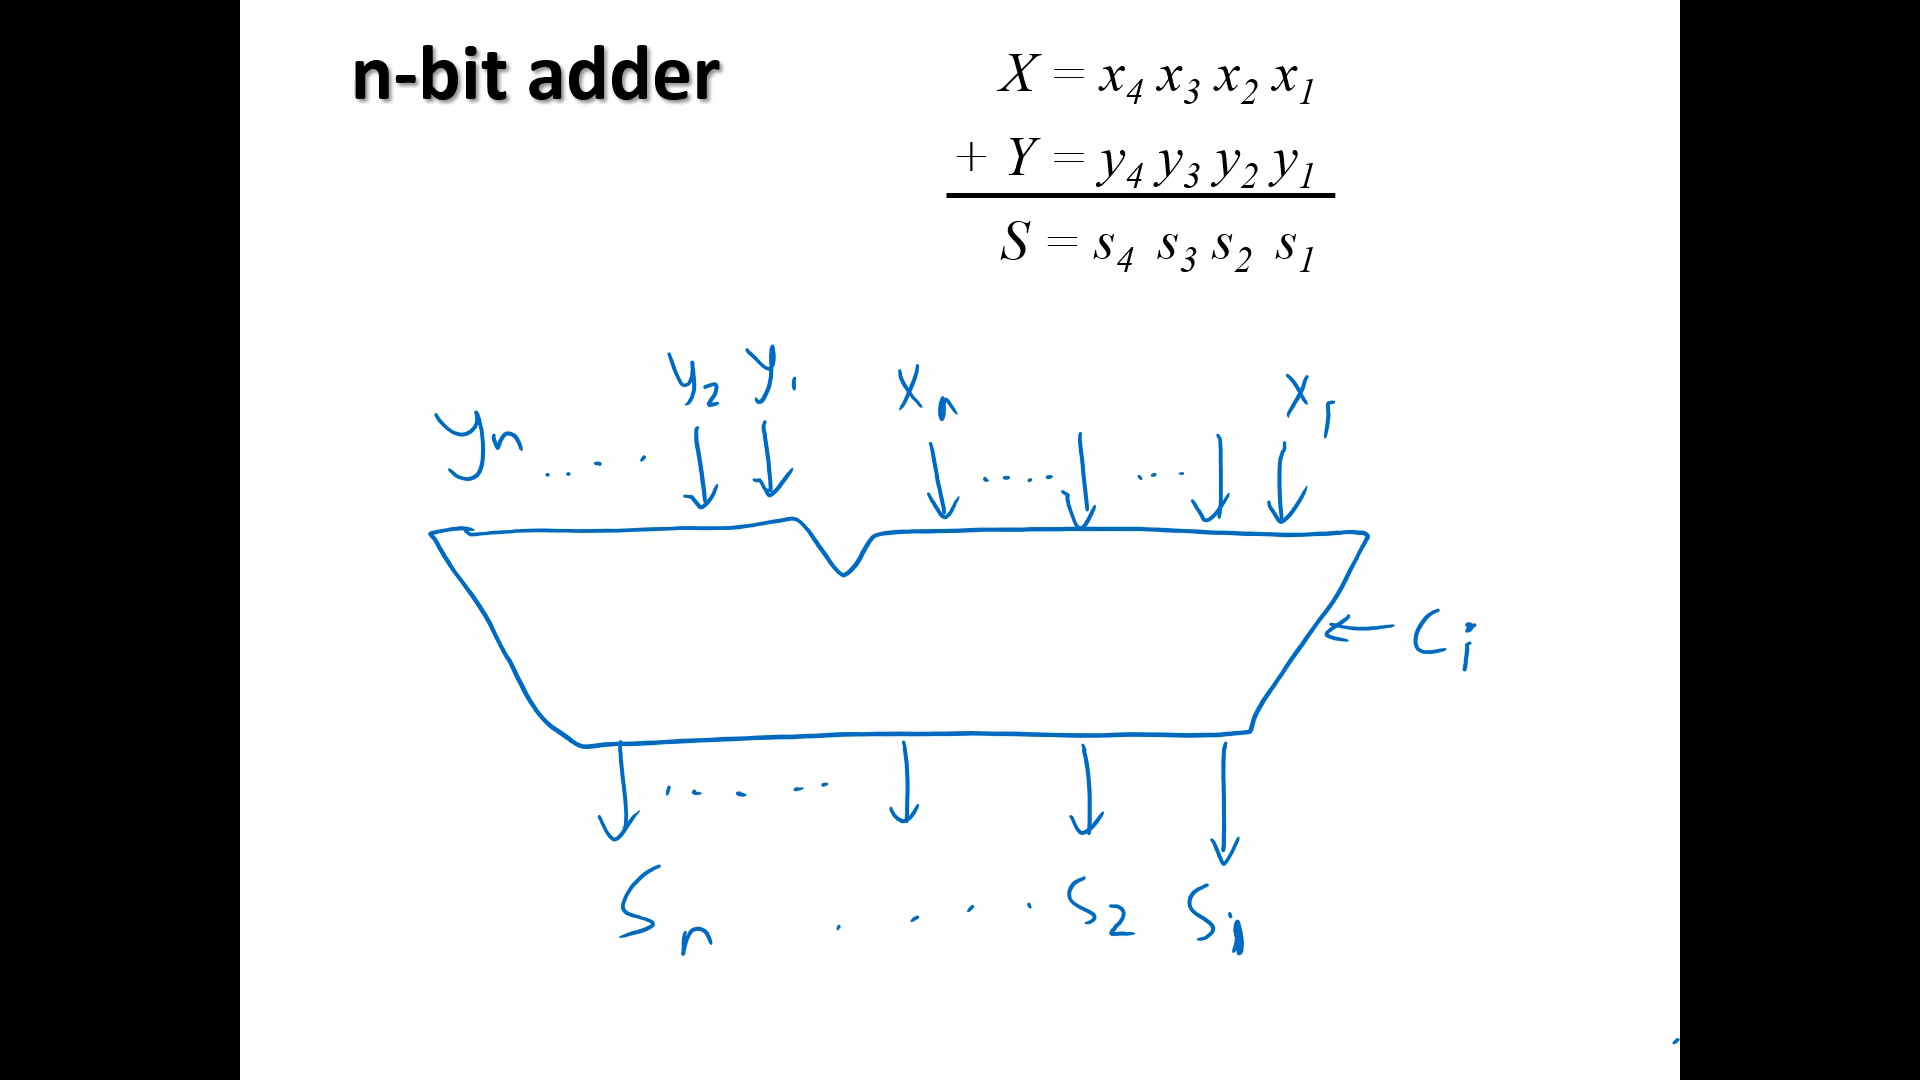 n-bit adder
X = x4 x3 x2 x1
+ Y = y4 y3 y2 y1
S = s4 s3 s2 s1
yn .... y2 y1 xn .... ... x1
Ci
......
Sn .... S2 S1